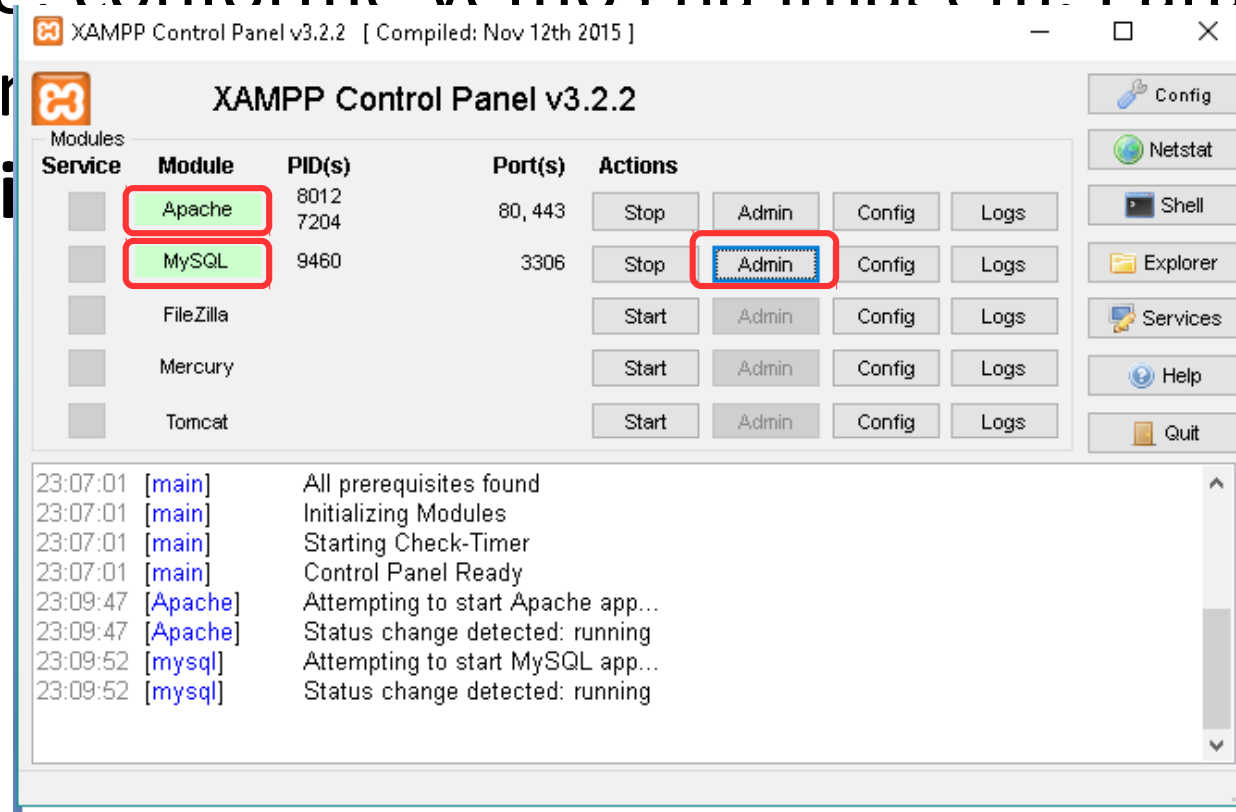 conforme vemos na imagem. Para
XAMPP Control Panel v3.2.2 [ Compiled: Nov 12th 2015 ]
XAMPP Control Panel v3.2.2
Config
Modules
Service Module PID(s) Port(s) Actions
Netstat
Apache 8012 7204 80, 443 Stop Admin Config Logs
Shell
MySQL 9460 3306 Stop Admin Config Logs
Explorer
FileZilla Start Admin Config Logs
Services
Mercury Start Admin Config Logs
Help
Tomcat Start Admin Config Logs
Quit
23:07:01 [main] All prerequisites found
23:07:01 [main] Initializing Modules
23:07:01 [main] Starting Check-Timer
23:07:01 [main] Control Panel Ready
23:09:47 [Apache] Attempting to start Apache app...
23:09:47 [Apache] Status change detected: running
23:09:52 [mysql] Attempting to start MySQL app...
23:09:52 [mysql] Status change detected: running